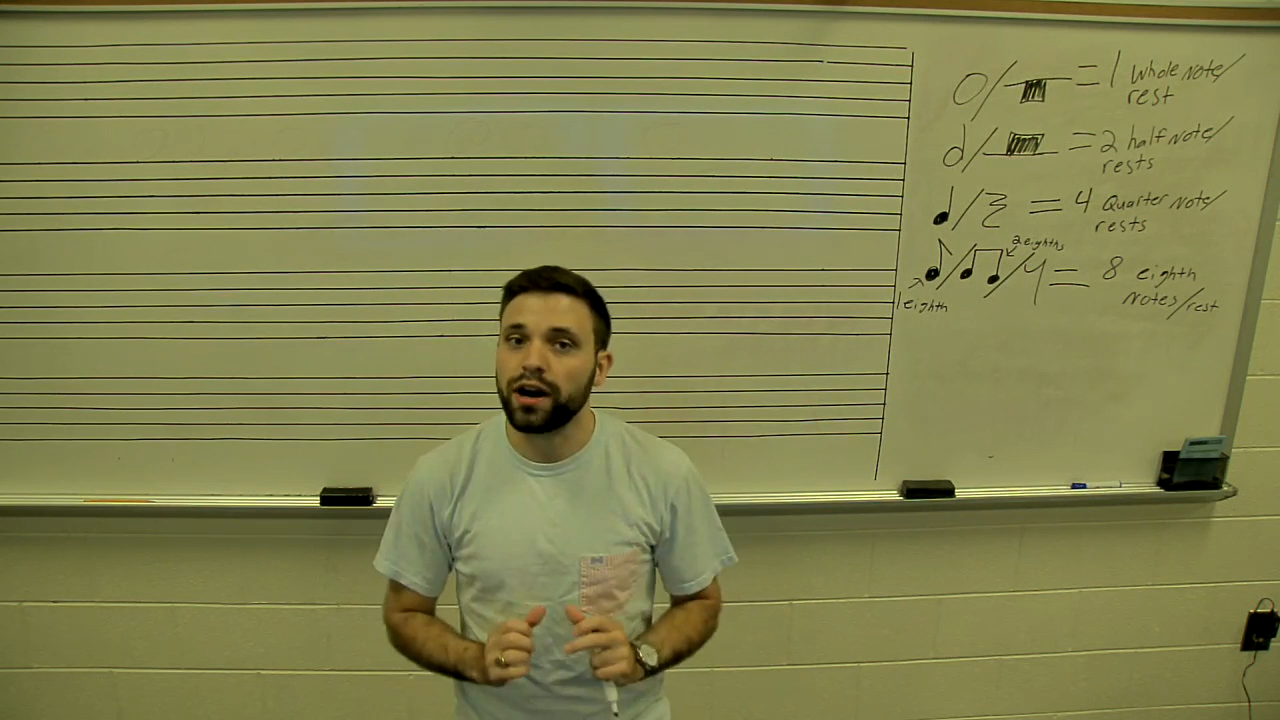 = 1 Whole note/
rest
= 2 half note/
rests
= 4 Quarter note/
rests
2 eighths
= 8 eighth
Notes/rest
1 eighth